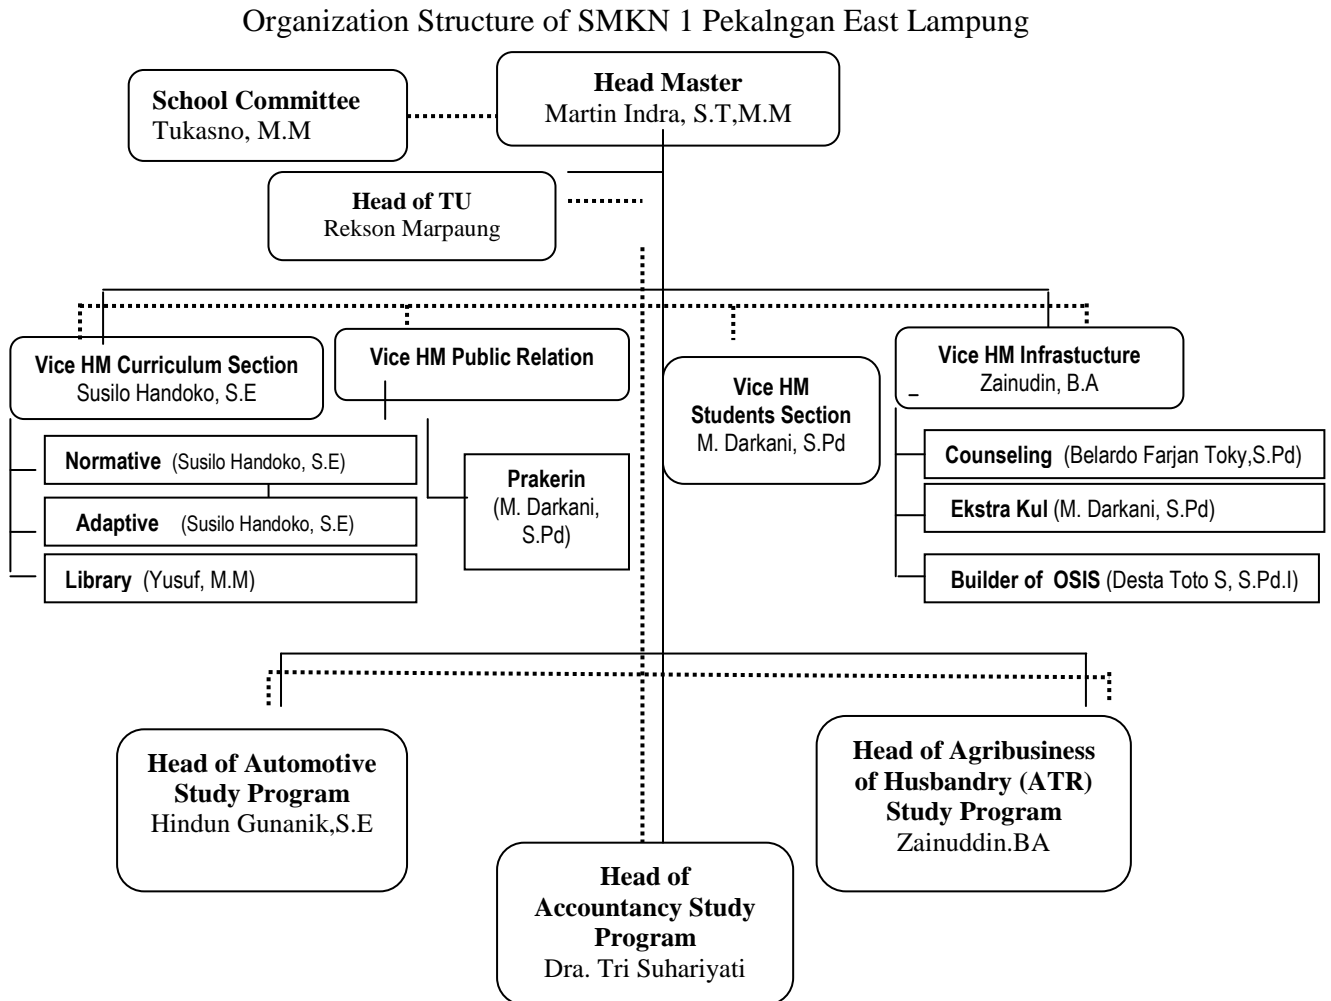 Organization Structure of SMKN 1 Pekalngan East Lampung
Head Master
Martin Indra, S.T,M.M
School Committee
Tukasno, M.M
Head of TU
Rekson Marpaung
Vice HM Curriculum Section
Susilo Handoko, S.E
Vice HM Public Relation
Vice HM
Students Section
M. Darkani, S.Pd
Vice HM Infrastucture
Zainudin, B.A
Normative (Susilo Handoko, S.E)
Adaptive (Susilo Handoko, S.E)
Library (Yusuf, M.M)
Prakerin
(M. Darkani,
S.Pd)
Counseling (Belardo Farjan Toky,S.Pd)
Ekstra Kul (M. Darkani, S.Pd)
Builder of OSIS (Desta Toto S, S.Pd.I)
Head of Automotive
Study Program
Hindun Gunanik,S.E
Head of Agribusiness
of Husbandry (ATR)
Study Program
Zainuddin.BA
Head of
Accountancy Study
Program
Dra. Tri Suhariyati